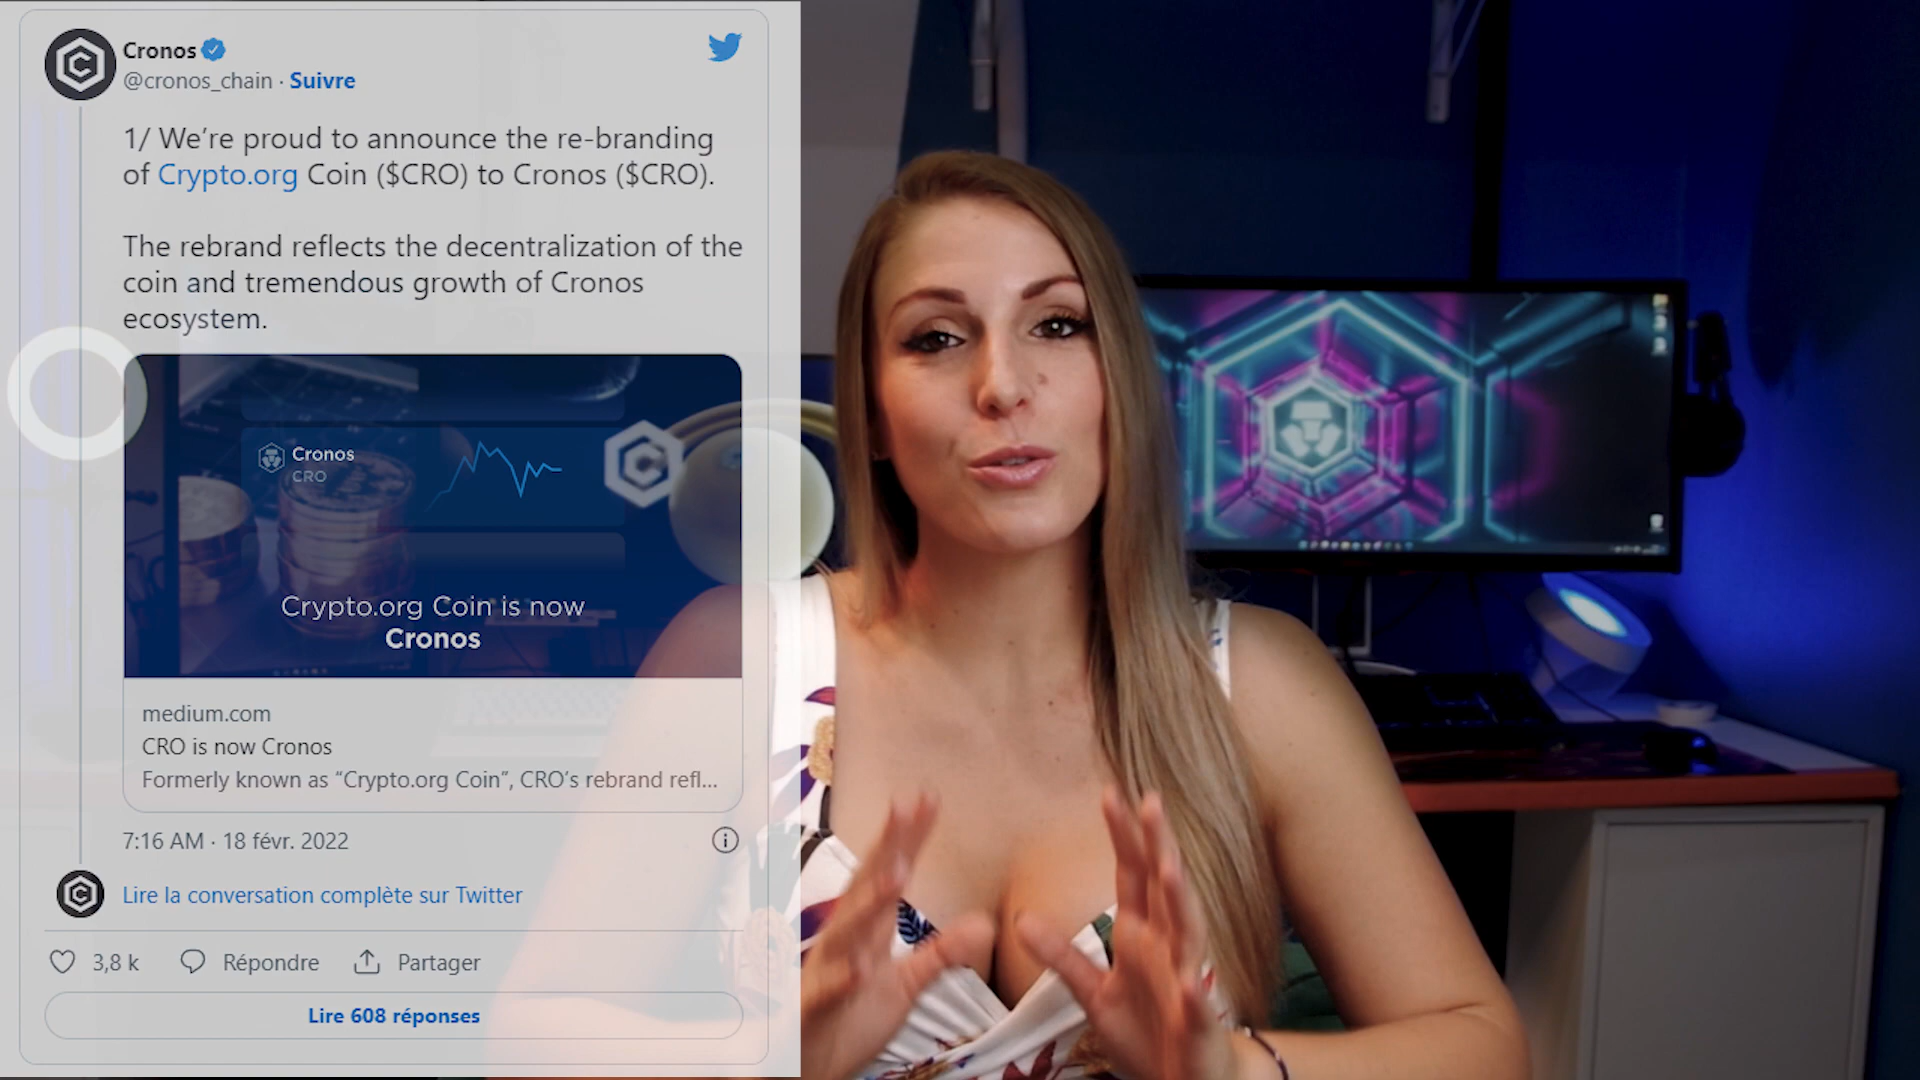 Cronos
@cronos_chain · Suivre
1/ We’re proud to announce the re-branding
of Crypto.org Coin ($CRO) to Cronos ($CRO).
The rebrand reflects the decentralization of the
coin and tremendous growth of Cronos
ecosystem.
Cronos
CRO
Crypto.org Coin is now
Cronos
medium.com
CRO is now Cronos
Formerly known as “Crypto.org Coin”, CRO’s rebrand refl...
7:16 AM · 18 févr. 2022
Lire la conversation complète sur Twitter
3,8 k
Répondre
Partager
Lire 608 réponses